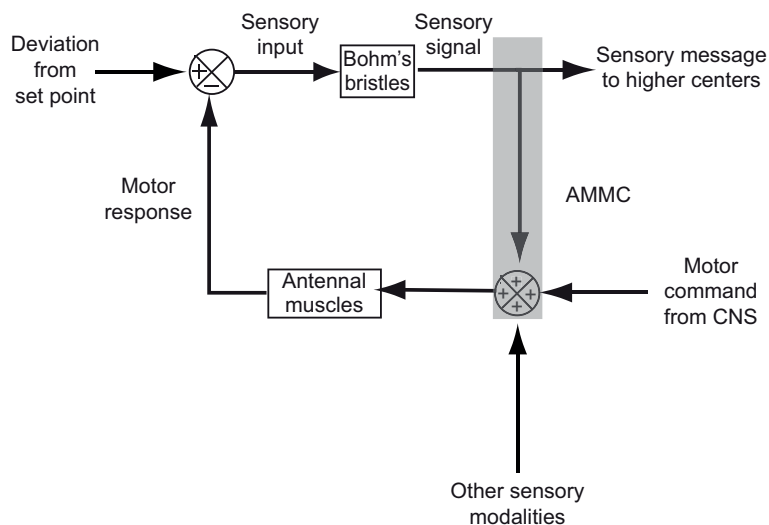 Deviation
from
set point
+
−
Sensory
input
Bohm's
bristles
Sensory
signal
Sensory message
to higher centers
Motor
response
AMMC
Antennal
muscles
+
+ +
+
Motor
command
from CNS
Other sensory
modalities